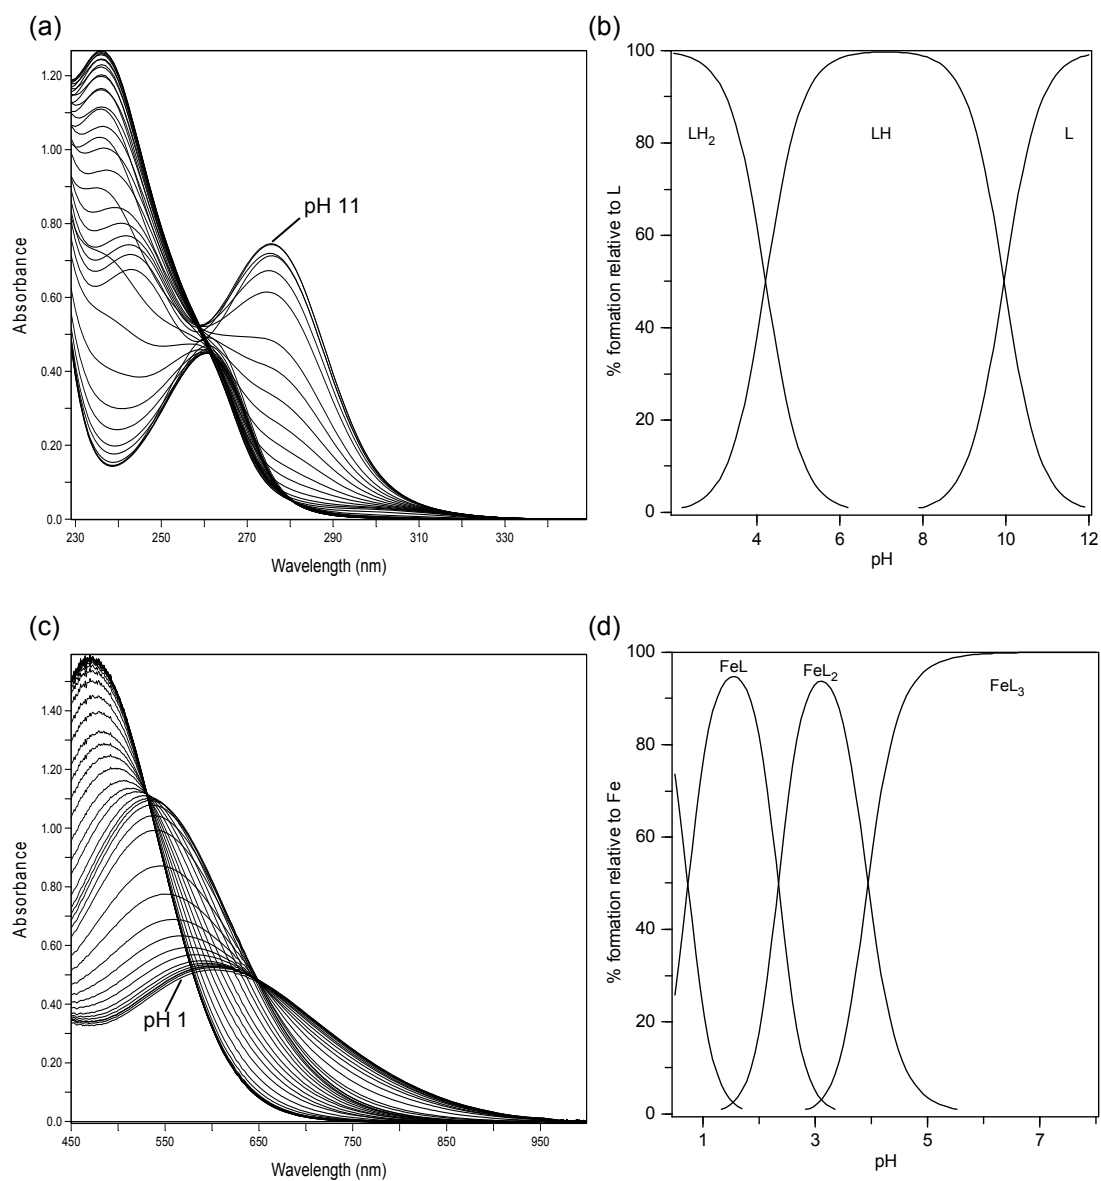 (a)
1.20
1.00
0.80
0.60
0.40
0.20
0.0
230
250
270
290
310
330
Absorbance
Wavelength (nm)
pH 11
(b)
100
80
60
40
20
0
4
6
8
10
12
% formation relative to L
pH
LH2
LH
L
(c)
1.40
1.20
1.00
0.80
0.60
0.40
0.20
0.0
450
550
650
750
850
950
Absorbance
Wavelength (nm)
pH 1
(d)
100
80
60
40
20
0
1
3
5
7
% formation relative to Fe
pH
FeL
FeL2
FeL3